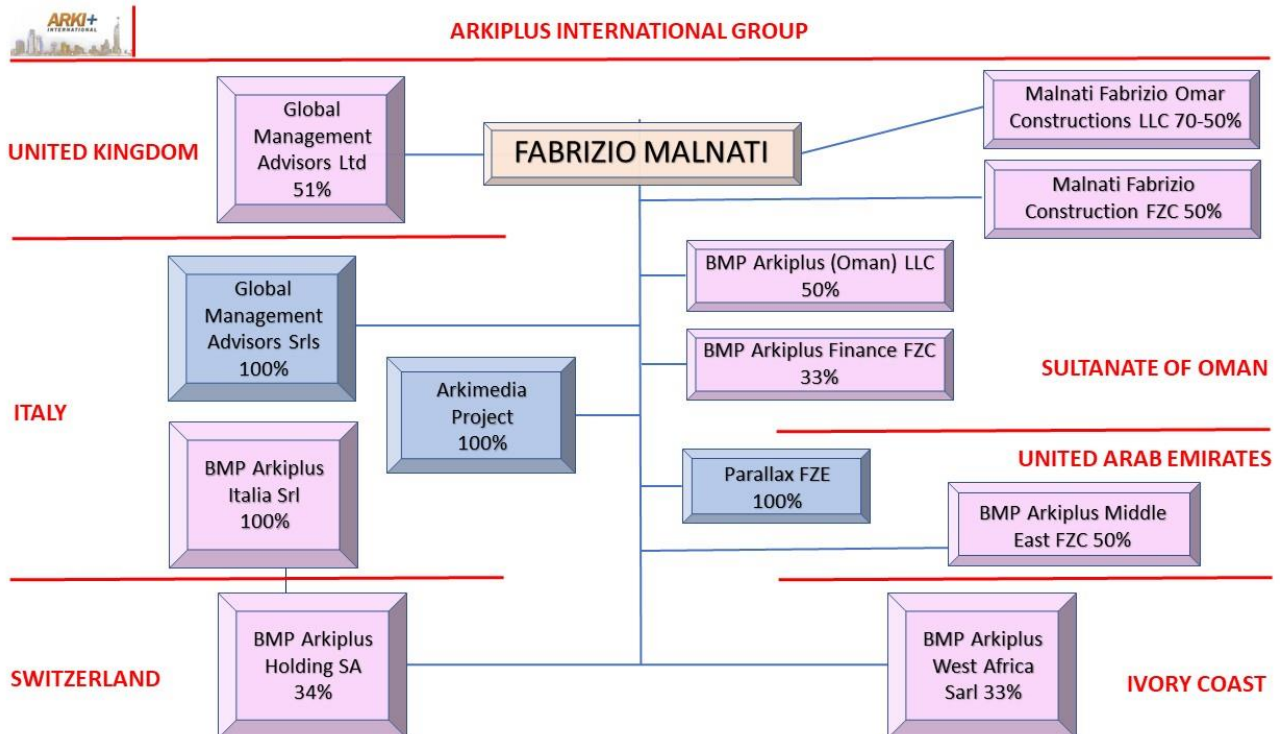 ARKI+
INTERNATIONAL
ARKIPLUS INTERNATIONAL GROUP
UNITED KINGDOM
Global
Management
Advisors Ltd
51%
FABRIZIO MALNATI
Malnati Fabrizio Omar
Constructions LLC 70-50%
Malnati Fabrizio
Construction FZC 50%
BMP Arkiplus (Oman) LLC
50%
BMP Arkiplus Finance FZC
33%
SULTANATE OF OMAN
ITALY
Global
Management
Advisors Srls
100%
Arkimedia
Project
100%
BMP Arkiplus
Italia Srl
100%
UNITED ARAB EMIRATES
Parallax FZE
100%
BMP Arkiplus Middle
East FZC 50%
SWITZERLAND
BMP Arkiplus
Holding SA
34%
BMP Arkiplus
West Africa
Sarl 33%
IVORY COAST